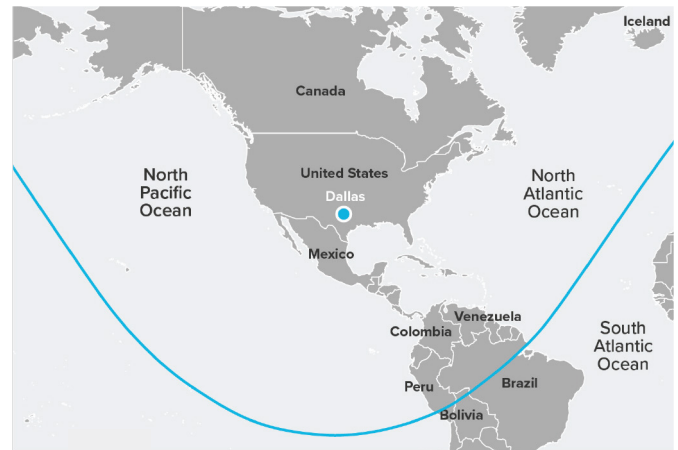 Iceland
Canada
United States
North
Pacific
Ocean
Dallas
North
Atlantic
Ocean
Mexico
Venezuela
Colombia
South
Atlantic
Ocean
Peru
Brazil
Bolivia